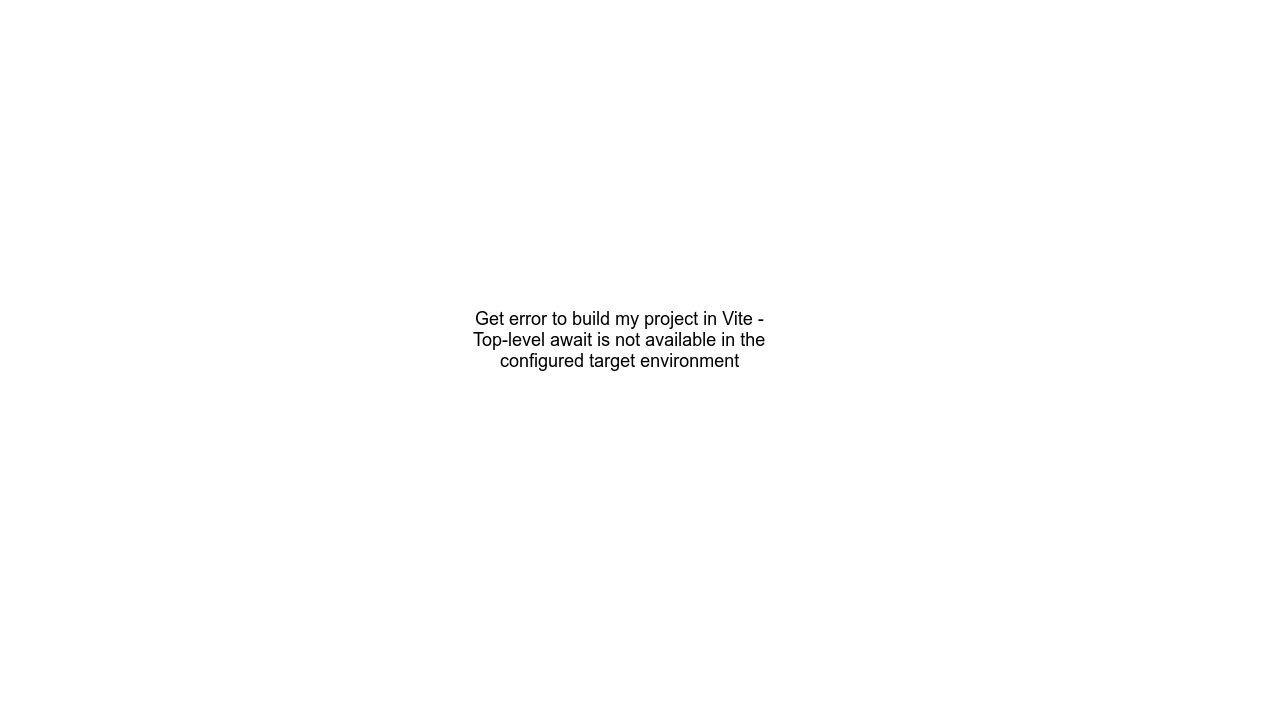 Get error to build my project in Vite -
Top-level await is not available in the
configured target environment